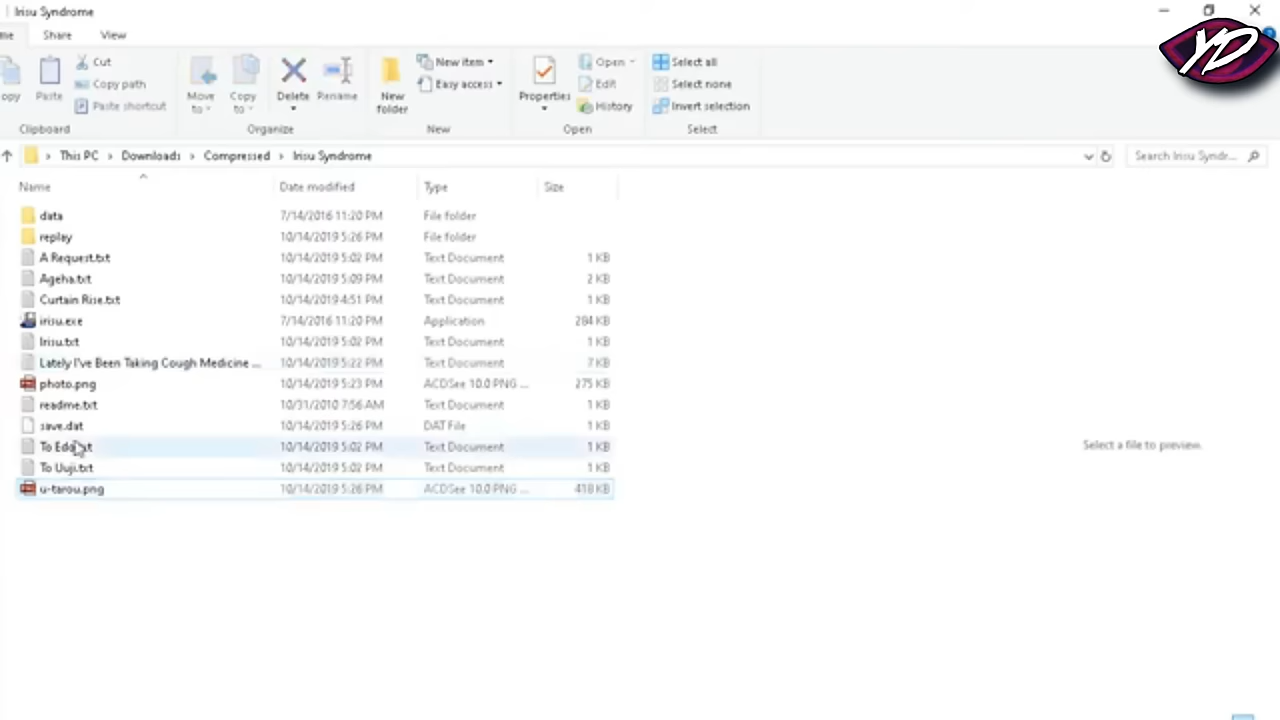 Irisu Syndrome
YD
me Share View
opy Paste Cut Copy path Paste shortcut Move to Copy to Delete Rename New folder New item Easy access Properties Open Edit History Select all Select none Invert selection
Clipboard Organize New Open Select
This PC > Downloads > Compressed > Irisu Syndrome Search Irisu Syndr...
Name Date modified Type Size
data 7/14/2016 11:20 PM File folder
replay 10/14/2019 5:26 PM File folder
A Request.txt 10/14/2019 5:02 PM Text Document 1 KB
Ageha.txt 10/14/2019 5:09 PM Text Document 2 KB
Curtain Rise.txt 10/14/2019 4:51 PM Text Document 1 KB
irisu.exe 7/14/2016 11:20 PM Application 284 KB
Irisu.txt 10/14/2019 5:02 PM Text Document 1 KB
Lately I've Been Taking Cough Medicine ... 10/14/2019 5:22 PM Text Document 7 KB
photo.png 10/14/2019 5:23 PM ACDSee 10.0 PNG ... 275 KB
readme.txt 10/31/2010 7:56 AM Text Document 1 KB
save.dat 10/14/2019 5:26 PM DAT File 1 KB
To 10/14/2019 5:02 PM Text Document 1 KB
To Uuji.txt 10/14/2019 5:02 PM Text Document 1 KB
u-tarou.png 10/14/2019 5:26 PM ACDSee 10.0 PNG ... 418 KB
Select a file to preview.